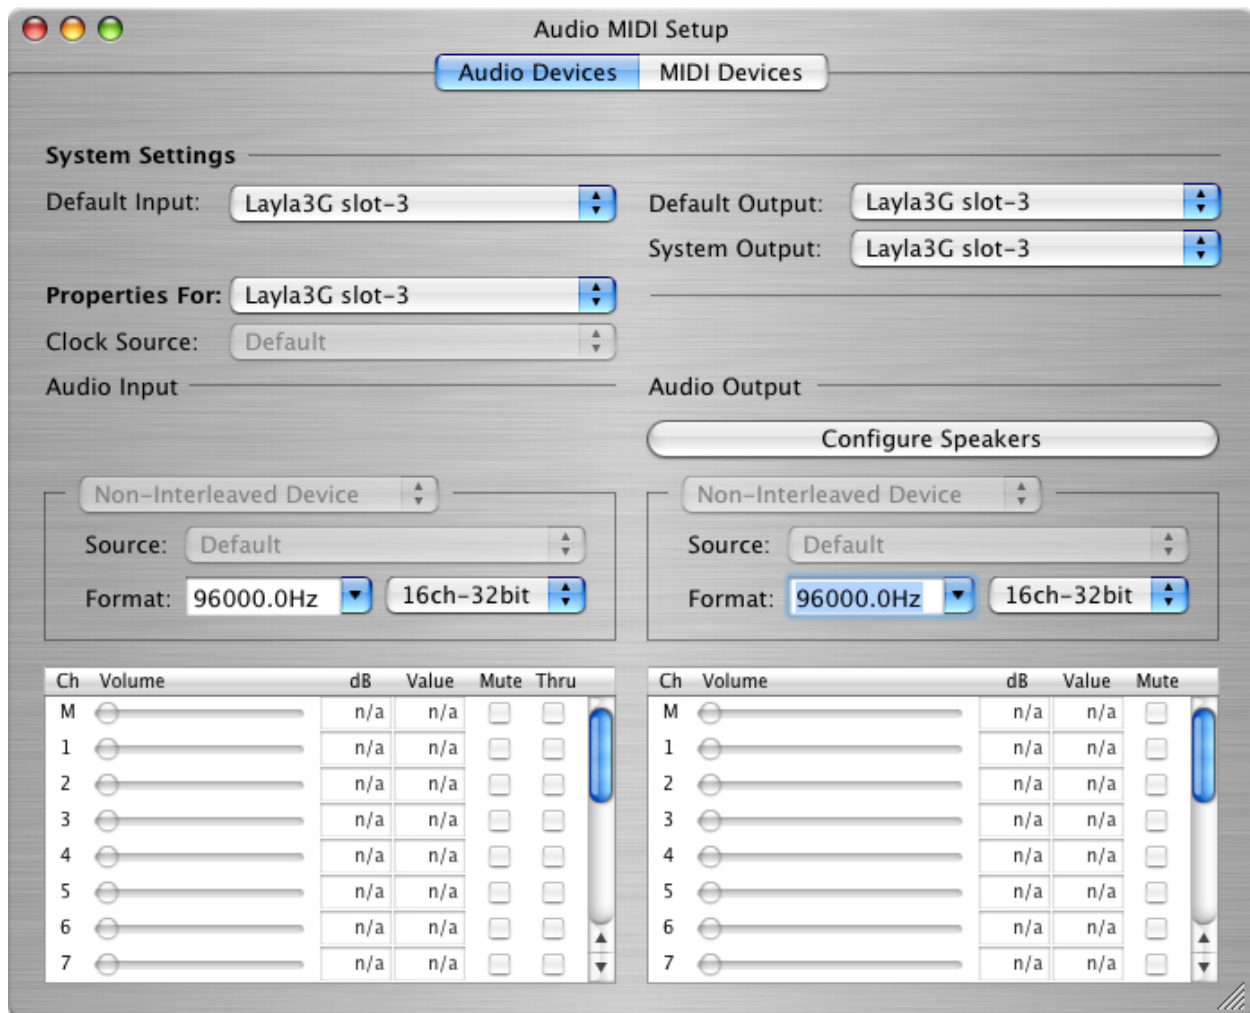 Audio MIDI Setup
Audio Devices MIDI Devices
System Settings
Default Input: Layla3G slot-3
Default Output: Layla3G slot-3
System Output: Layla3G slot-3
Properties For: Layla3G slot-3
Clock Source: Default
Audio Input
Audio Output
Configure Speakers
Non-Interleaved Device
Source: Default
Format: 96000.0Hz 16ch-32bit
Non-Interleaved Device
Source: Default
Format: 96000.0Hz 16ch-32bit
Ch Volume dB Value Mute Thru
M n/a n/a
1 n/a n/a
2 n/a n/a
3 n/a n/a
4 n/a n/a
5 n/a n/a
6 n/a n/a
7 n/a n/a
Ch Volume dB Value Mute
M n/a n/a
1 n/a n/a
2 n/a n/a
3 n/a n/a
4 n/a n/a
5 n/a n/a
6 n/a n/a
7 n/a n/a